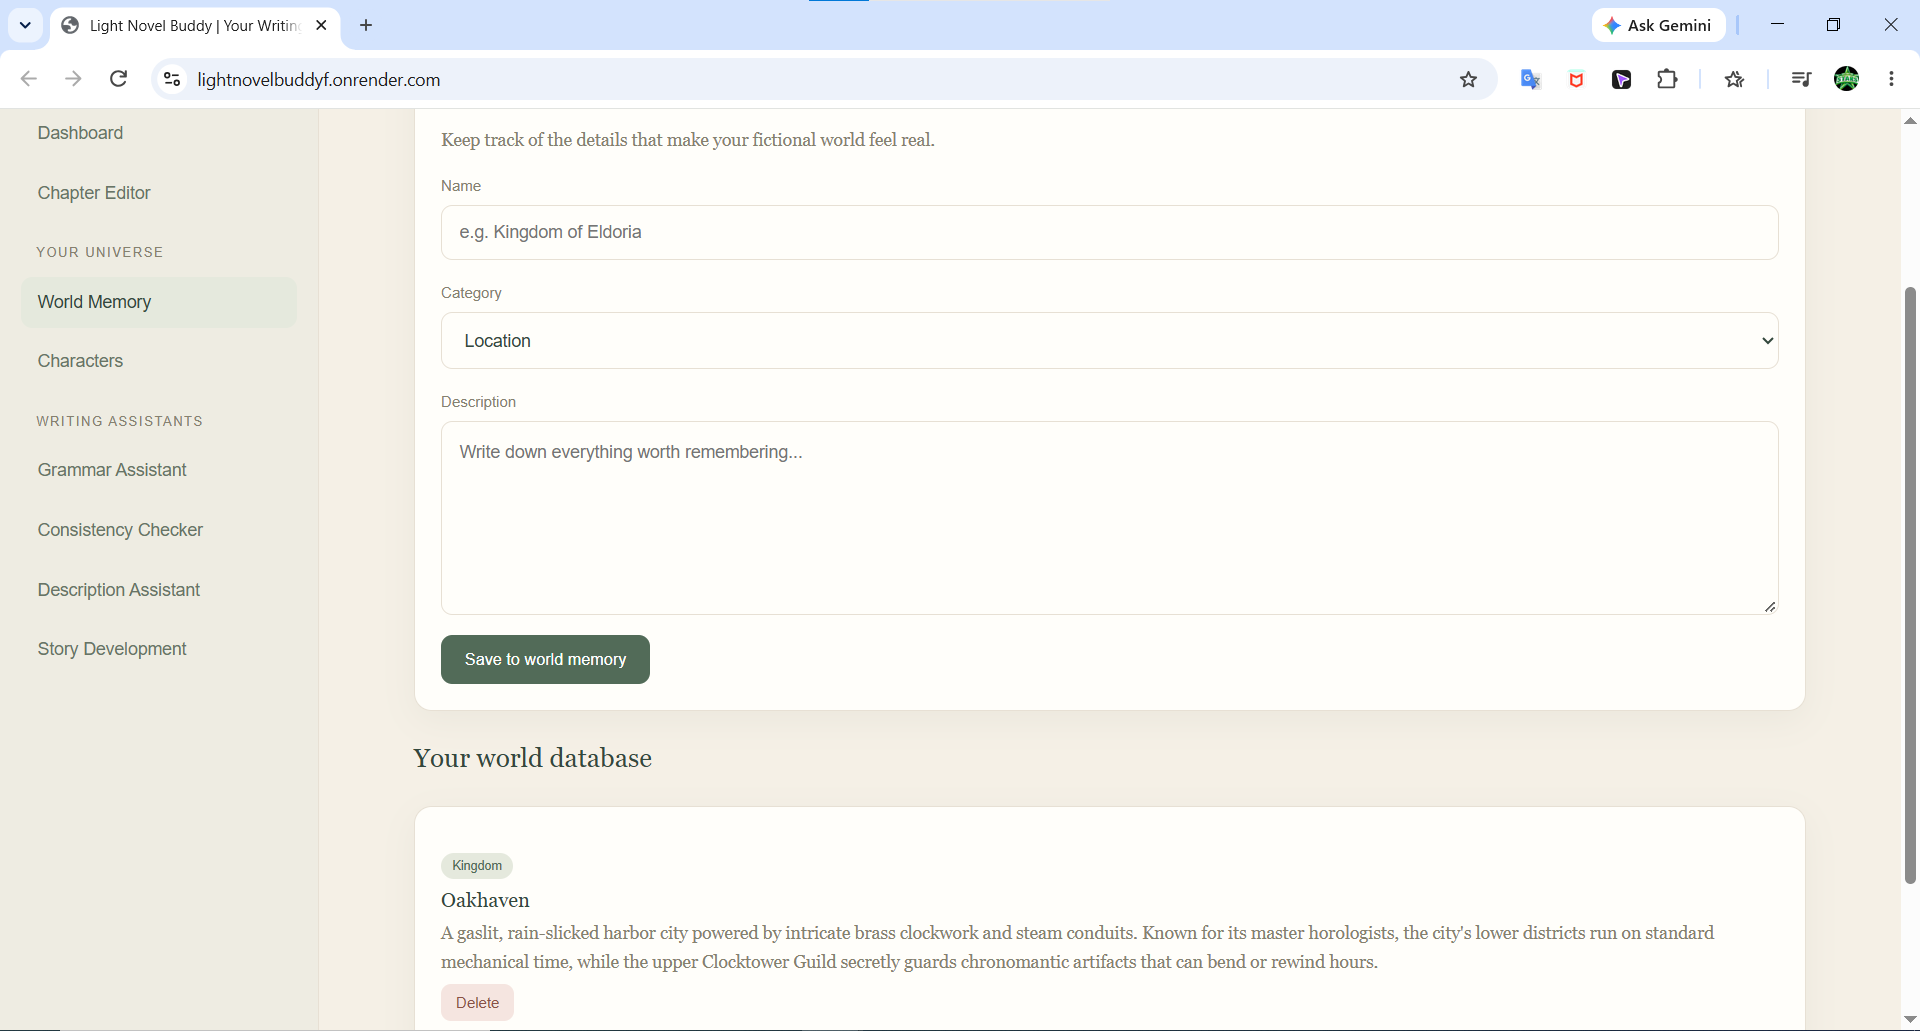 Light Novel Buddy | Your Writin
Ask Gemini
lightnovelbuddyf.onrender.com
Dashboard
Chapter Editor
YOUR UNIVERSE
World Memory
Characters
WRITING ASSISTANTS
Grammar Assistant
Consistency Checker
Description Assistant
Story Development
Keep track of the details that make your fictional world feel real.
Name
e.g. Kingdom of Eldoria
Category
Location
Description
Write down everything worth remembering...
Save to world memory
Your world database
Kingdom
Oakhaven
A gaslit, rain-slicked harbor city powered by intricate brass clockwork and steam conduits. Known for its master horologists, the city's lower districts run on standard
mechanical time, while the upper Clocktower Guild secretly guards chronomantic artifacts that can bend or rewind hours.
Delete